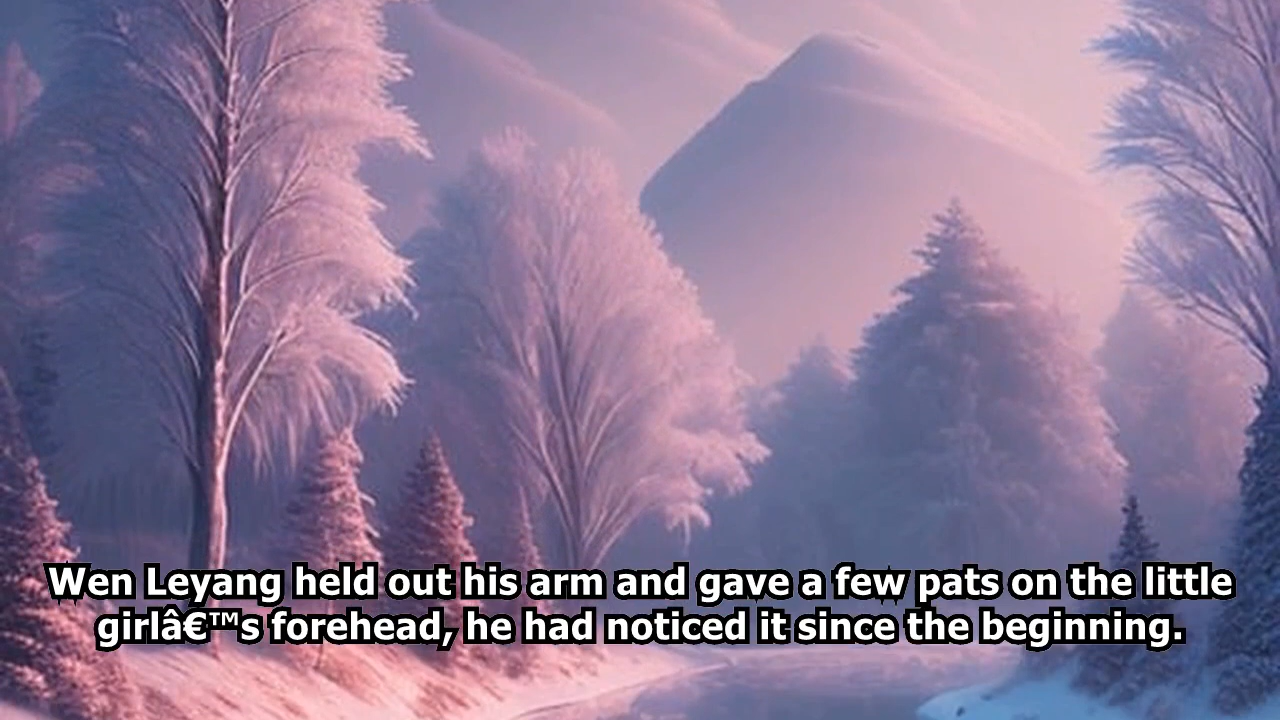 Wen Leyang held out his arm and gave a few pats on the little
girlâ€™s forehead, he had noticed it since the beginning.